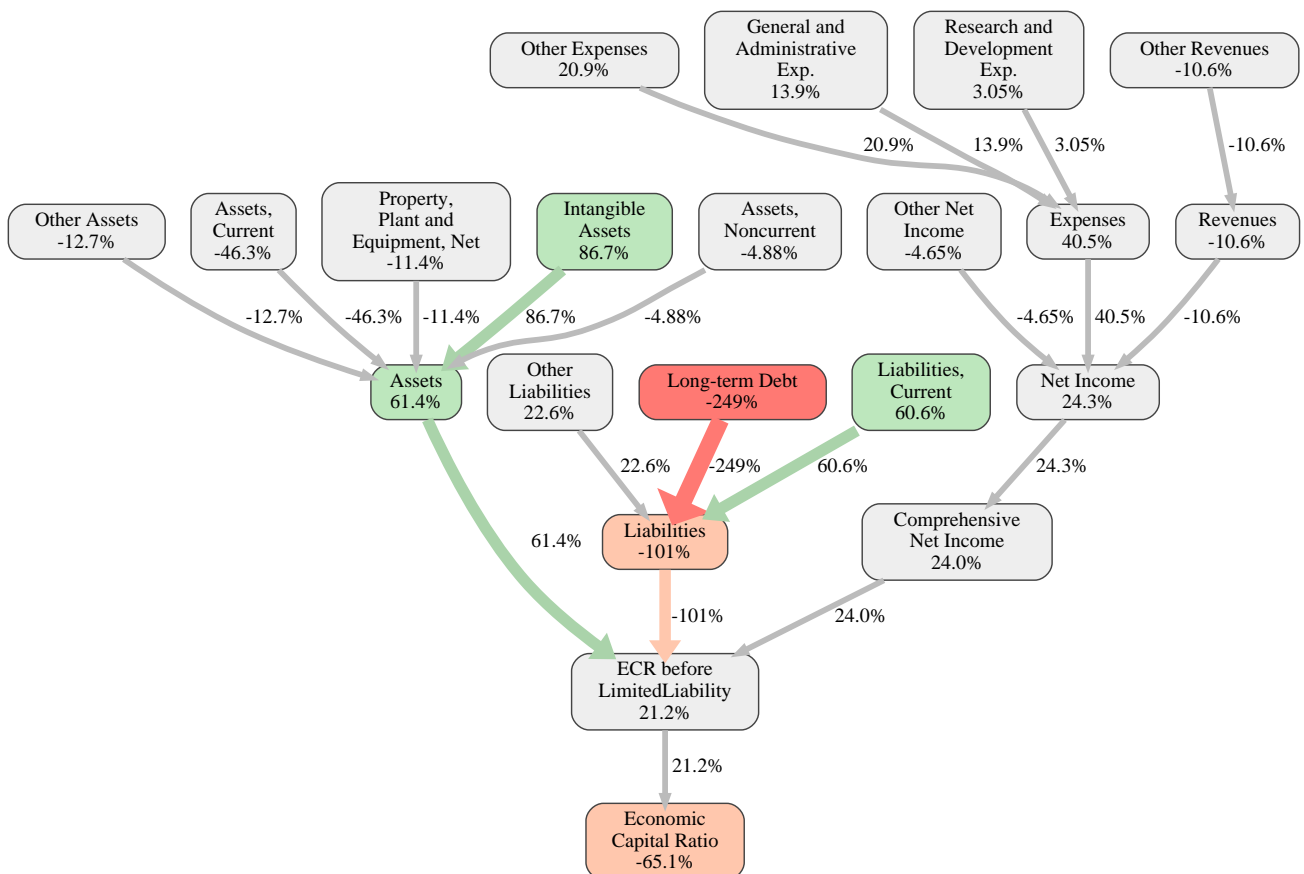 Other Expenses
20.9%
General and
Administrative
Exp.
13.9%
Research and
Development
Exp.
3.05%
Other Revenues
-10.6%
20.9%
13.9%
3.05%
-10.6%
Other Assets
-12.7%
Assets,
Current
-46.3%
Property,
Plant and
Equipment, Net
-11.4%
Intangible
Assets
86.7%
Assets,
Noncurrent
-4.88%
Other Net
Income
-4.65%
Expenses
40.5%
Revenues
-10.6%
-12.7%
-46.3%
-11.4%
86.7%
-4.88%
-4.65%
40.5%
-10.6%
Assets
61.4%
Other
Liabilities
22.6%
Long-term Debt
-249%
Liabilities,
Current
60.6%
Net Income
24.3%
22.6%
-249%
60.6%
24.3%
61.4%
Liabilities
-101%
Comprehensive
Net Income
24.0%
-101%
24.0%
ECR before
LimitedLiability
21.2%
21.2%
Economic
Capital Ratio
-65.1%